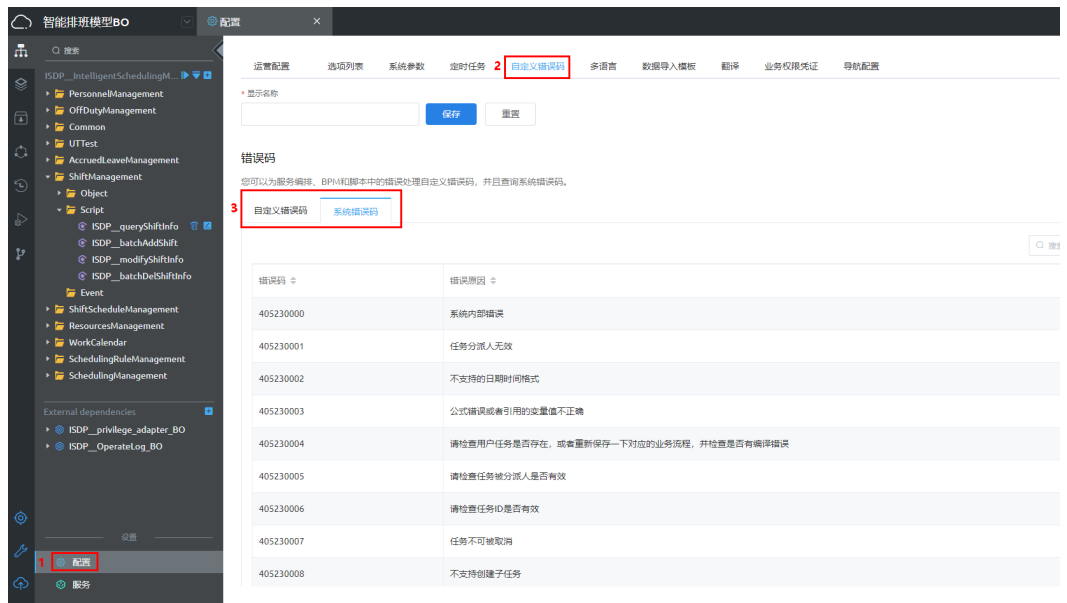 智能排班模型BO
配置
搜索
ISDP__IntelligentSchedulingM...
PersonnelManagement
OffDutyManagement
Common
UTTest
AccruedLeaveManagement
ShiftManagement
Object
Script
ISDP__queryShiftInfo
ISDP__batchAddShift
ISDP__modifyShiftInfo
ISDP__batchDelShiftInfo
Event
ShiftScheduleManagement
ResourcesManagement
WorkCalendar
SchedulingRuleManagement
SchedulingManagement
External dependencies
ISDP__privilege_adapter_BO
ISDP__OperateLog_BO
设置
1 配置
服务
运营配置 选项列表 系统参数 定时任务 2 自定义错误码 多语言 数据导入模板 翻译 业务权限凭证 导航配置
* 显示名称
保存 重置
错误码
您可以为服务编排、BPM和脚本中的错误处理自定义错误码，并且查询系统错误码。
3 自定义错误码 系统错误码
错误码 错误原因
405230000 系统内部错误
405230001 任务分派人无效
405230002 不支持的日期时间格式
405230003 公式错误或者引用的变量值不正确
405230004 请检查用户任务是否存在，或者重新保存一下对应的业务流程，并检查是否有编译错误
405230005 请检查任务被分派人是否有效
405230006 请检查任务ID是否有效
405230007 任务不可被取消
405230008 不支持创建子任务